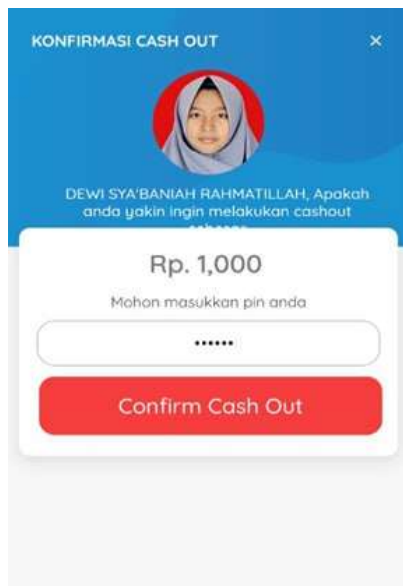 KONFIRMASI CASH OUT ×
DEWI SYA'BANIAH RAHMATILLAH, Apakah
anda yakin ingin melakukan cashout
Rp. 1,000
Mohon masukkan pin anda
••••••
Confirm Cash Out